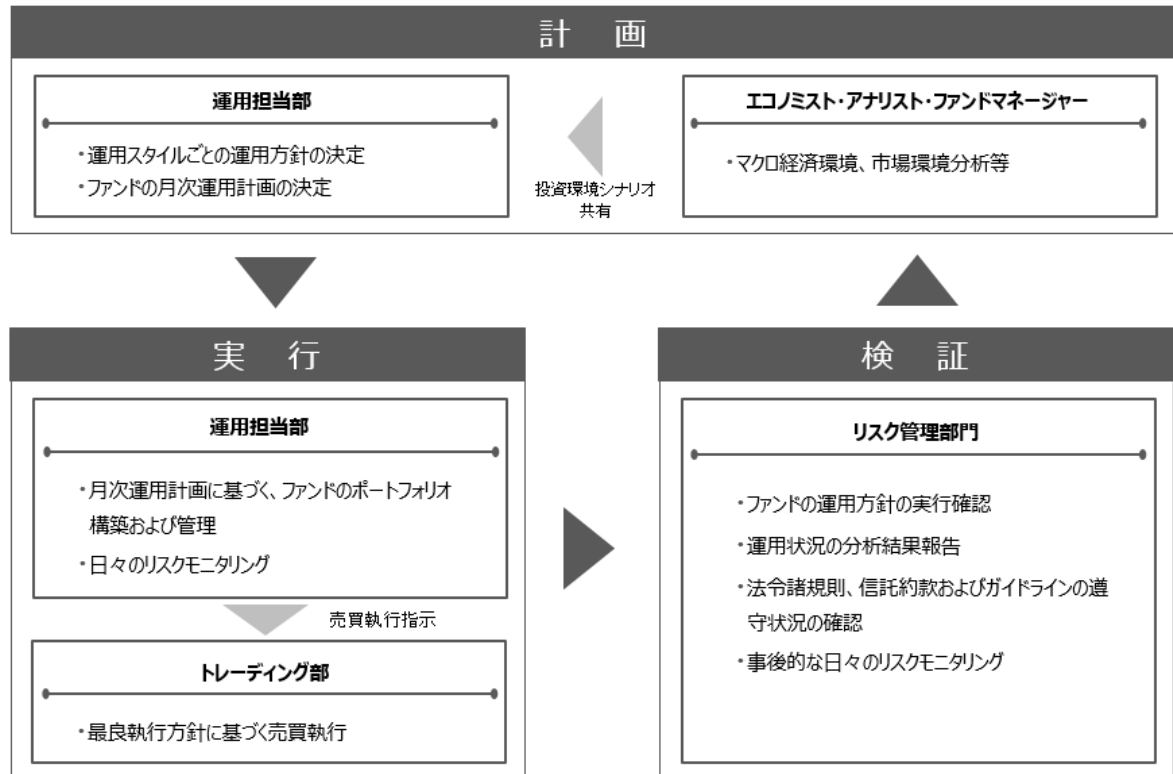 計 画
運用担当部
・運用スタイルごとの運用方針の決定
・ファンドの月次運用計画の決定
投資環境シナリオ
共有
エコノミスト・アナリスト・ファンドマネージャー
・マクロ経済環境、市場環境分析等
実 行
運用担当部
・月次運用計画に基づく、ファンドのポートフォリオ
構築および管理
・日々のリスクモニタリング
売買執行指示
トレーディング部
・最良執行方針に基づく売買執行
検 証
リスク管理部門
・ファンドの運用方針の実行確認
・運用状況の分析結果報告
・法令諸規則、信託約款およびガイドラインの遵
守状況の確認
・事後的な日々のリスクモニタリング